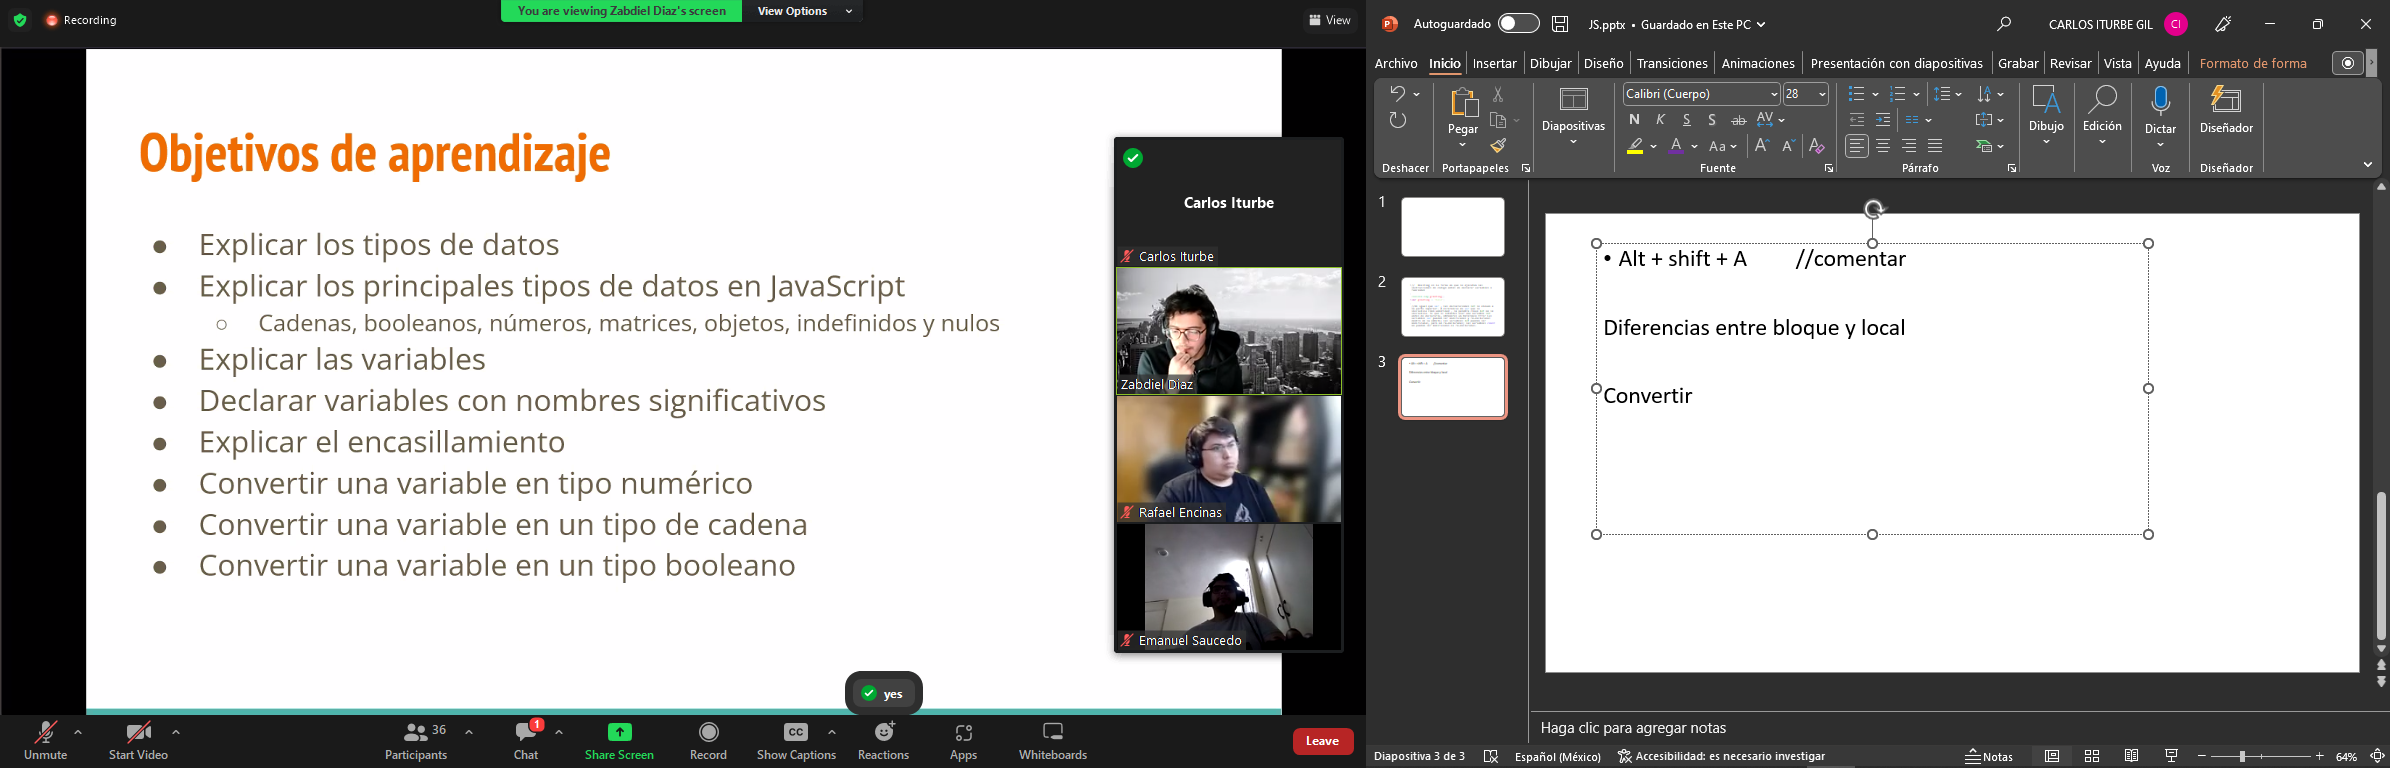 Recording
You are viewing Zabdiel Diaz's screen
View Options
View
Objetivos de aprendizaje
● Explicar los tipos de datos
● Explicar los principales tipos de datos en JavaScript
○ Cadenas, booleanos, números, matrices, objetos, indefinidos y nulos
● Explicar las variables
● Declarar variables con nombres significativos
● Explicar el encasillamiento
● Convertir una variable en tipo numérico
● Convertir una variable en un tipo de cadena
● Convertir una variable en un tipo booleano
Carlos Iturbe
Carlos Iturbe
Zabdiel Diaz
Rafael Encinas
Emanuel Saucedo
yes
Unmute
Start Video
Participants 36
Chat 1
Share Screen
Record
CC
Show Captions
Reactions
Apps
Whiteboards
Leave
Autoguardado
JS.pptx • Guardado en Este PC
CARLOS ITURBE GIL
CI
Archivo Inicio Insertar Dibujar Diseño Transiciones Animaciones Presentación con diapositivas Grabar Revisar Vista Ayuda Formato de forma
Pegar
Diapositivas
Calibri (Cuerpo) 28
N K S S ab AV
A Aa A A A
Dibujo
Edición
Dictar
Diseñador
Deshacer Portapapeles Fuente Párrafo Voz Diseñador
1
2
3
• Alt + shift + A //comentar
Diferencias entre bloque y local
Convertir
Haga clic para agregar notas
Diapositiva 3 de 3
Español (México)
Accesibilidad: es necesario investigar
Notas
64%